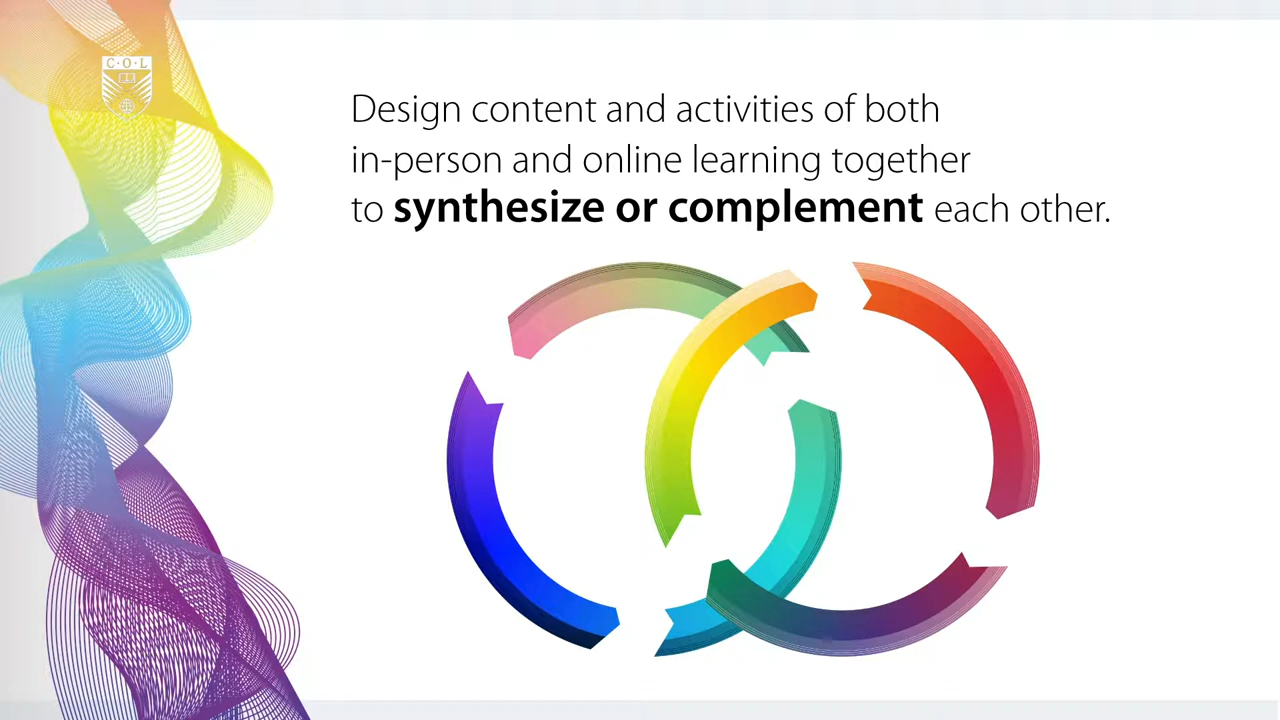 C·O·L
Design content and activities of both
in-person and online learning together
to synthesize or complement each other.